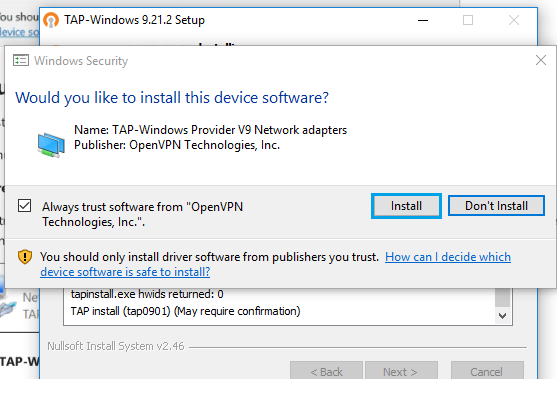 TAP-Windows 9.21.2 Setup
ou shou
device so
Windows Security
Would you like to install this device software?
Name: TAP-Windows Provider V9 Network adapters
Publisher: OpenVPN Technologies, Inc.
Always trust software from "OpenVPN
Technologies, Inc.".
Install
Don't Install
You should only install driver software from publishers you trust. How can I decide which
device software is safe to install?
tapinstall.exe hwids returned: 0
TAP install (tap0901) (May require confirmation)
Ne
TAP
Nullsoft Install System v2.46
TAP-W
< Back
Next >
Cancel